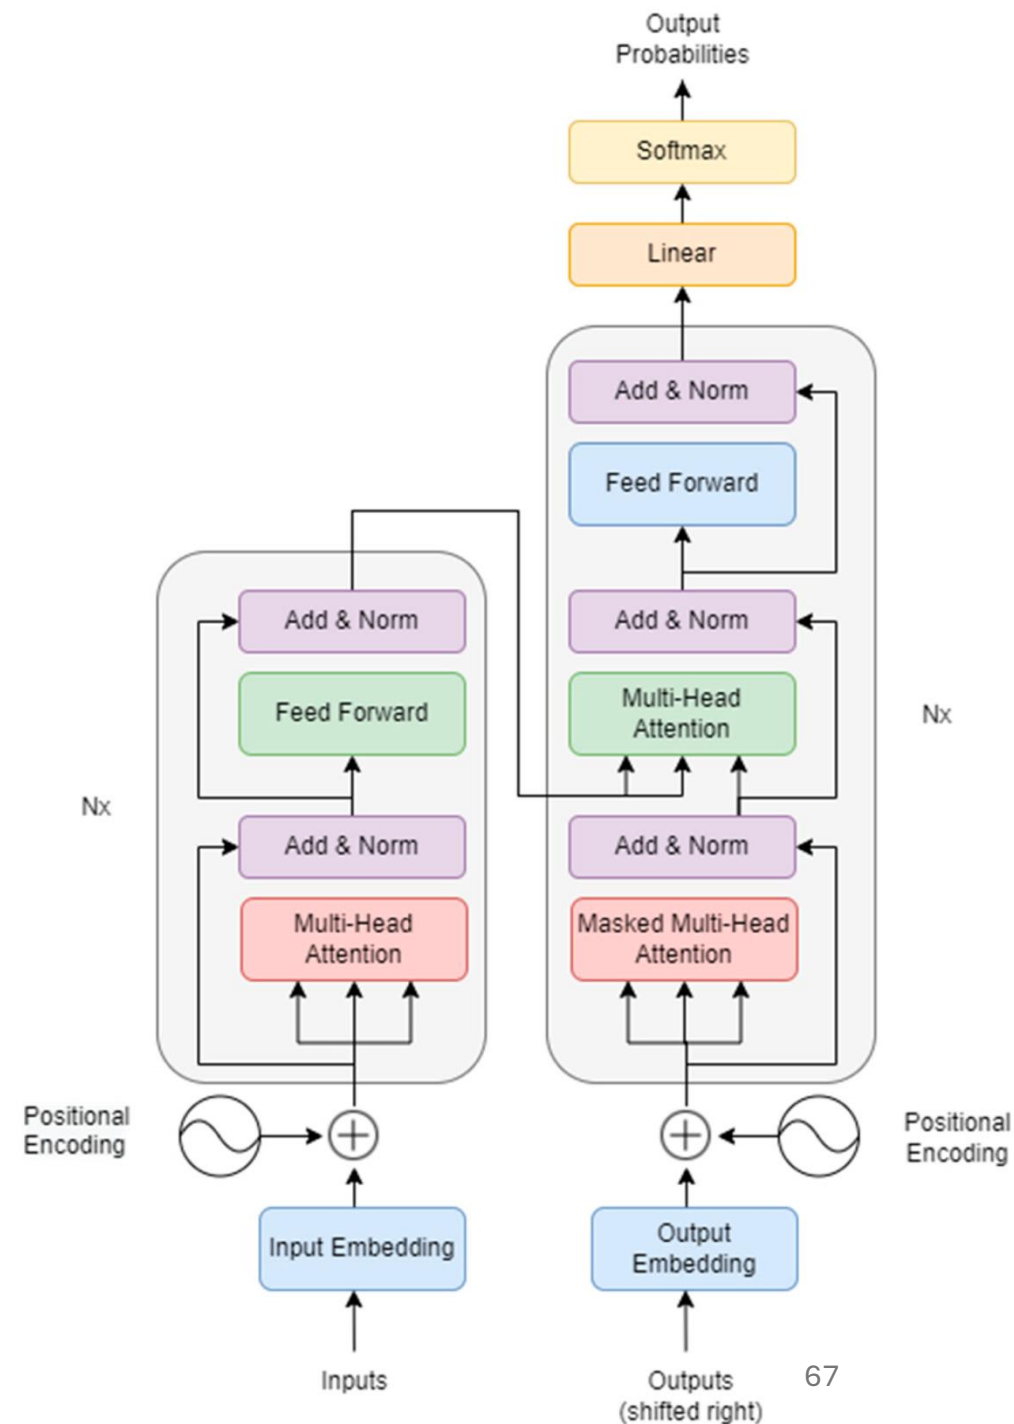 Output
Probabilities
Softmax
Linear
Add & Norm
Feed Forward
Add & Norm
Add & Norm
Multi-Head
Attention
Feed Forward
Nx
Nx
Add & Norm
Add & Norm
Multi-Head
Attention
Masked Multi-Head
Attention
Positional
Encoding
Positional
Encoding
Input Embedding
Output
Embedding
Inputs
Outputs
(shifted right)
67